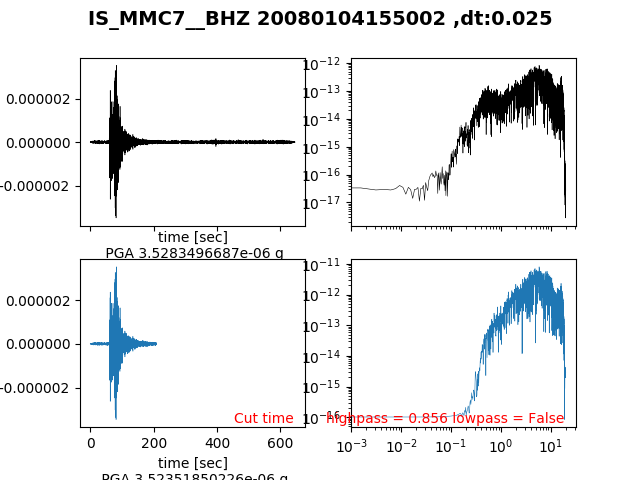 IS_MMC7__BHZ 20080104155002 ,dt:0.025
0.000002
0.000000
-0.000002
time [sec]
PGA 3.5283496687e-06 g
10⁻¹²
10⁻¹³
10⁻¹⁴
10⁻¹⁵
10⁻¹⁶
10⁻¹⁷
0.000002
0.000000
-0.000002
Cut time
0 200 400 600
time [sec]
PGA 3.52351850226e-06 g
10⁻¹¹
10⁻¹²
10⁻¹³
10⁻¹⁴
10⁻¹⁵
10⁻¹⁶
highpass = 0.856 lowpass = False
10⁻³ 10⁻² 10⁻¹ 10⁰ 10¹